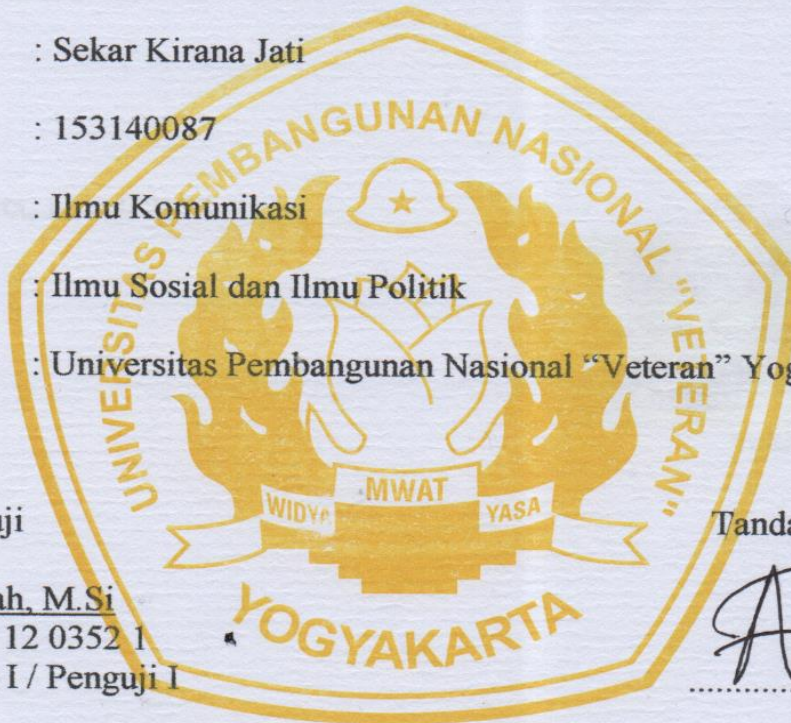 : Sekar Kirana Jati
: 153140087
: Ilmu Komunikasi
: Ilmu Sosial dan Ilmu Politik
: Universitas Pembangunan Nasional “Veteran” Yog
UNIVERSITAS PEMBANGUNAN NASIONAL "VETERAN"
WIDYA MWAT YASA
YOGYAKARTA
uji Tanda
ah, M.Si
12 0352 1
I / Penguji I